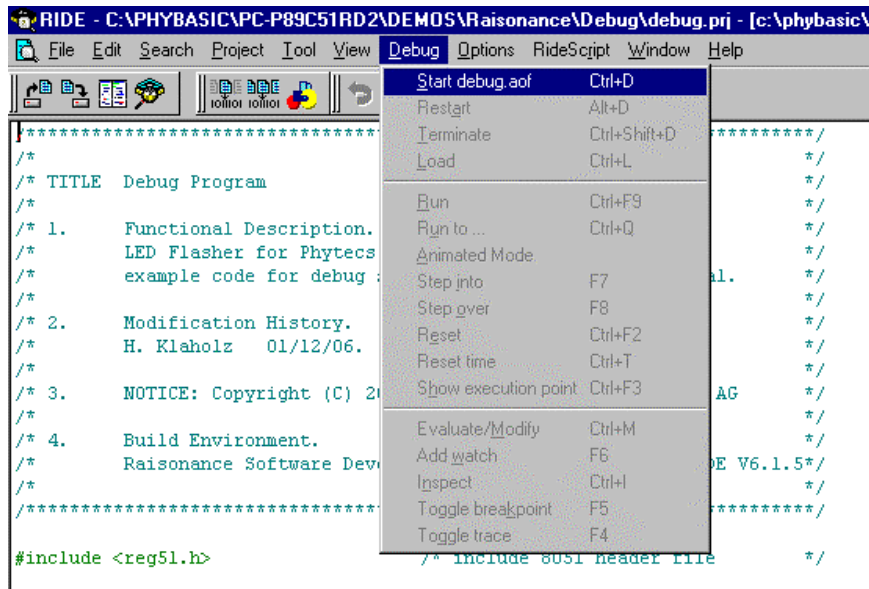 RIDE - C:\PHYBASIC\PC-P89C51RD2\DEMOS\Raisonance\Debug\debug.prj - [c:\phybasic\
File Edit Search Project Tool View Debug Options RideScript Window Help
Start debug.aof Ctrl+D
Restart Alt+D
Terminate Ctrl+Shift+D
Load Ctrl+L
Run Ctrl+F9
Run to ... Ctrl+Q
Animated Mode
Step into F7
Step over F8
Reset Ctrl+F2
Reset time Ctrl+T
Show execution point Ctrl+F3
Evaluate/Modify Ctrl+M
Add watch F6
Inspect Ctrl+I
Toggle breakpoint F5
Toggle trace F4
/********************************** *********/
/* */
/* TITLE Debug Program */
/* */
/* 1. Functional Description. */
/* LED Flasher for Phytecs */
/* example code for debug al. */
/* */
/* 2. Modification History. */
/* H. Klaholz 01/12/06. */
/* */
/* 3. NOTICE: Copyright (C) 2 AG */
/* */
/* 4. Build Environment. */
/* Raisonance Software Dev DE V6.1.5*/
/* */
/********************************** *********/
#include <reg51.h> /* include 8051 header file */